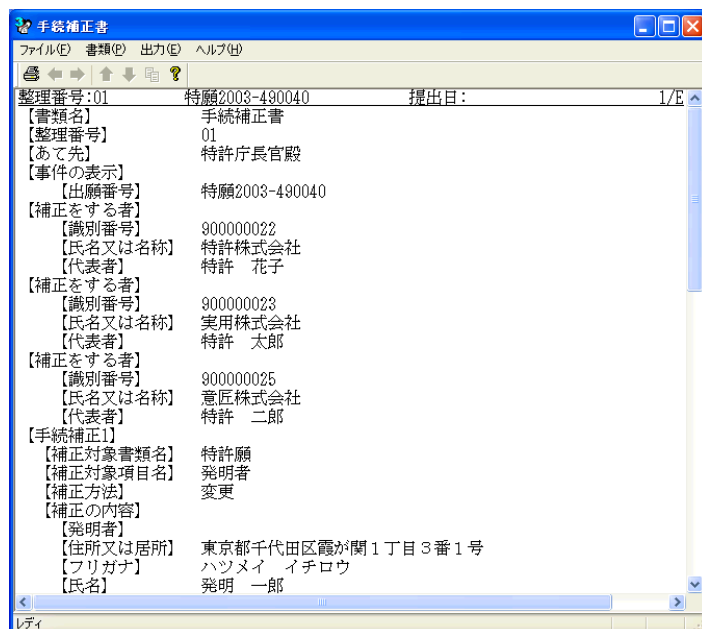 手続補正書
ファイル(F) 書類(P) 出力(E) ヘルプ(H)
整理番号:01 特願2003-490040 提出日: 1/E
【書類名】 手続補正書
【整理番号】 01
【あて先】 特許庁長官殿
【事件の表示】
【出願番号】 特願2003-490040
【補正をする者】
【識別番号】 900000022
【氏名又は名称】 特許株式会社
【代表者】 特許 花子
【補正をする者】
【識別番号】 900000023
【氏名又は名称】 実用株式会社
【代表者】 特許 太郎
【補正をする者】
【識別番号】 900000025
【氏名又は名称】 意匠株式会社
【代表者】 特許 二郎
【手続補正1】
【補正対象書類名】 特許願
【補正対象項目名】 発明者
【補正方法】 変更
【補正の内容】
【発明者】
【住所又は居所】 東京都千代田区霞が関1丁目3番1号
【フリガナ】 ハツメイ イチロウ
【氏名】 発明 一郎
レディ